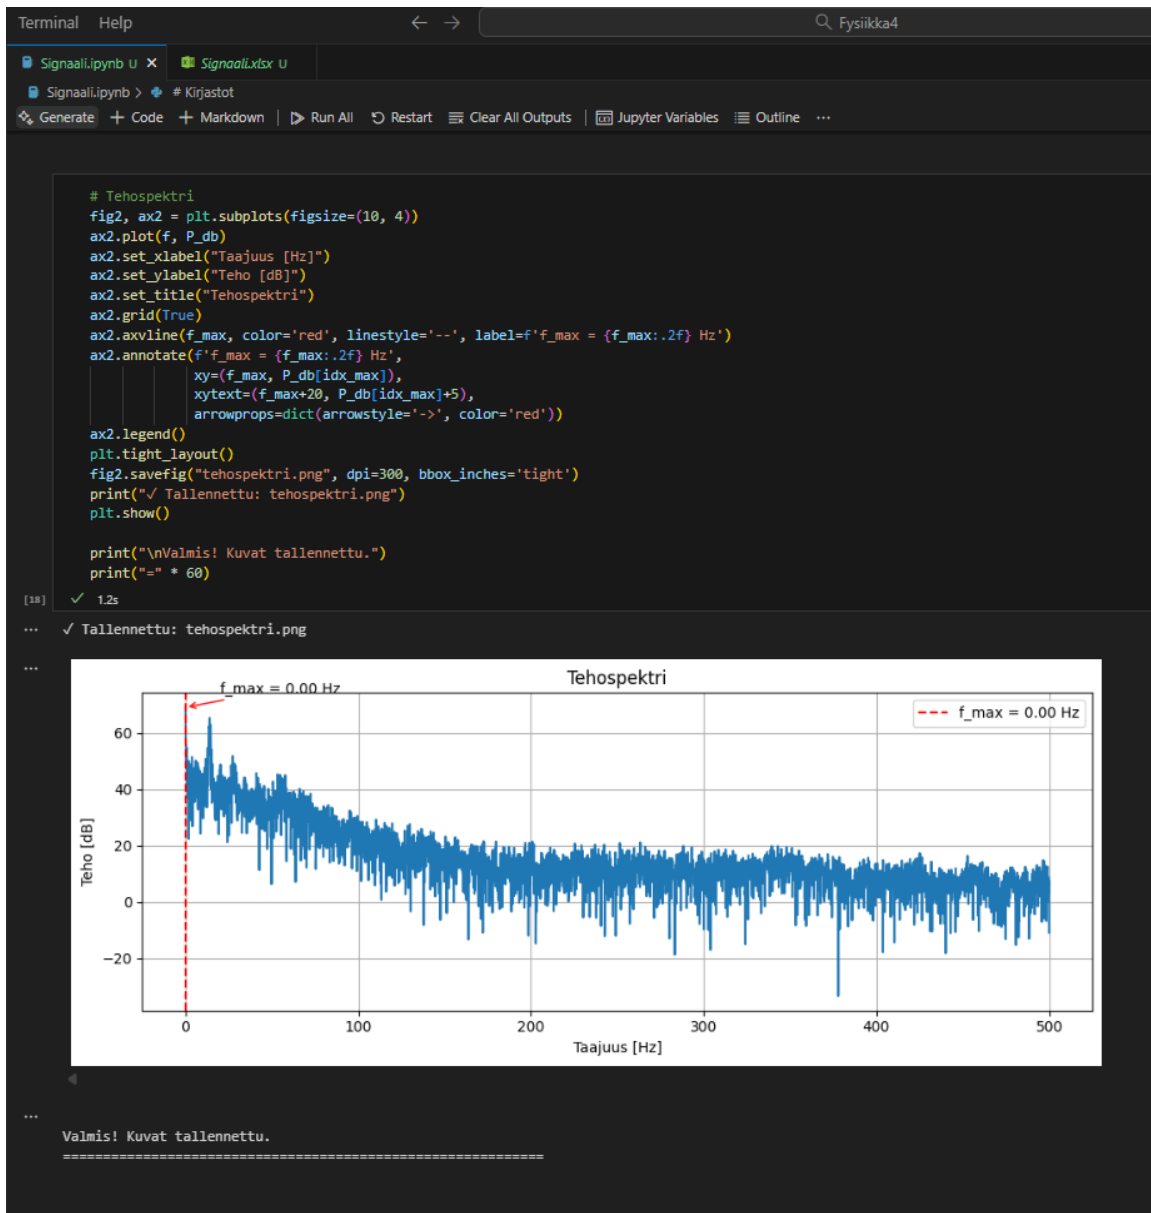 Terminal Help
Fysiikka4
Signaali.ipynb U
Signaali.xlsx U
Signaali.ipynb > # Kirjastot
Generate + Code + Markdown | Run All Restart Clear All Outputs | Jupyter Variables Outline ...
# Tehospektri
fig2, ax2 = plt.subplots(figsize=(10, 4))
ax2.plot(f, P_db)
ax2.set_xlabel("Taajuus [Hz]")
ax2.set_ylabel("Teho [dB]")
ax2.set_title("Tehospektri")
ax2.grid(True)
ax2.axvline(f_max, color='red', linestyle='--', label=f'f_max = {f_max:.2f} Hz')
ax2.annotate(f'f_max = {f_max:.2f} Hz',
xy=(f_max, P_db[idx_max]),
xytext=(f_max+20, P_db[idx_max]+5),
arrowprops=dict(arrowstyle='->', color='red'))
ax2.legend()
plt.tight_layout()
fig2.savefig("tehospektri.png", dpi=300, bbox_inches='tight')
print("✓ Tallennettu: tehospektri.png")
plt.show()
print("\nValmis! Kuvat tallennettu.")
print("=" * 60)
[18] ✓ 1.2s
... ✓ Tallennettu: tehospektri.png
...
Tehospektri
f_max = 0.00 Hz
f_max = 0.00 Hz
60
40
20
0
−20
Teho [dB]
0 100 200 300 400 500
Taajuus [Hz]
...
Valmis! Kuvat tallennettu.
============================================================